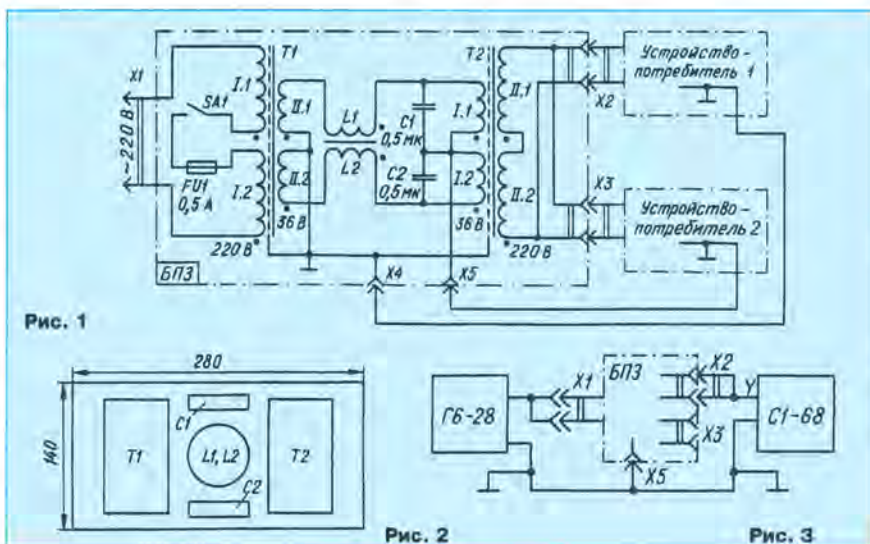 X1
~220 В
SA1
FU1
0,5 А
I.1
I.2
220 В
T1
II.1
II.2
36 В
L1
L2
C1
0,5 мк
C2
0,5 мк
I.1
I.2
36 В
T2
II.1
II.2
220 В
X2
X3
Устройство -
потребитель 1
Устройство -
потребитель 2
БПЗ
X4
X5
Рис. 1
280
140
T1
C1
L1, L2
C2
T2
Рис. 2
Г6-28
X1
БПЗ
X2
X3
X5
Y
С1-68
Рис. 3